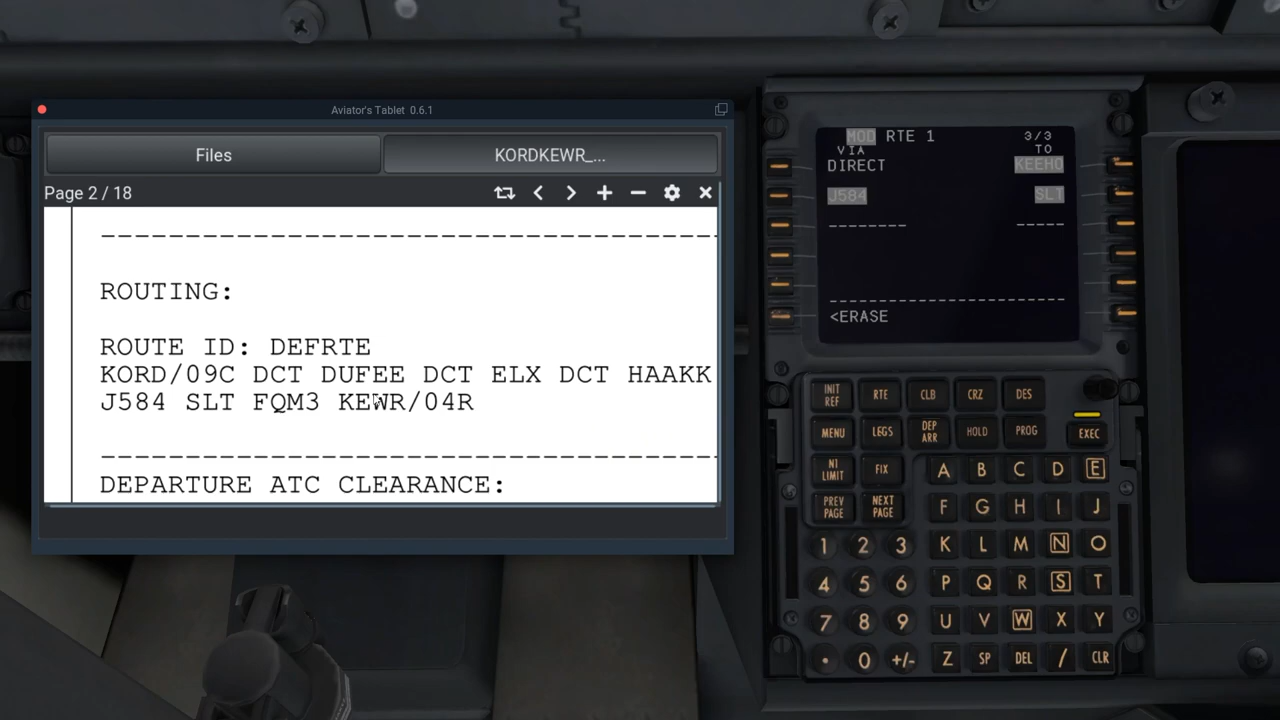 Aviator's Tablet 0.6.1
Files
KORDKEWR_...
Page 2 / 18
ROUTING:
ROUTE ID: DEFRTE
KORD/09C DCT DUFEE DCT ELX DCT HAAKK
J584 SLT FQM3 KEWR/04R
DEPARTURE ATC CLEARANCE:
MOD RTE 1 3/3
VIA TO
DIRECT KEEHO
J584 SLT
-------- -----
<ERASE
INIT REF RTE CLB CRZ DES
MENU LEGS DEP ARR HOLD PROG EXEC
N1 LIMIT FIX A B C D E
PREV PAGE NEXT PAGE F G H I J
1 2 3 K L M N O
4 5 6 P Q R S T
7 8 9 U V W X Y
. 0 +/- Z SP DEL / CLR